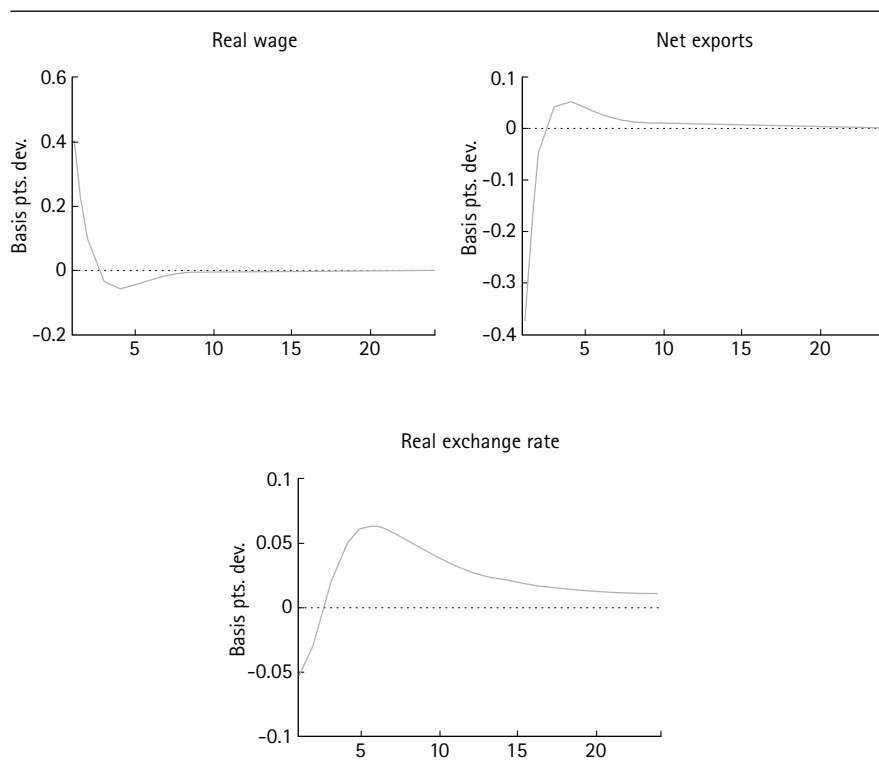 Real wage
Basis pts. dev.
0.6
0.4
0.2
0
-0.2
5 10 15 20
Net exports
Basis pts. dev.
0.1
0
-0.1
-0.2
-0.3
-0.4
5 10 15 20
Real exchange rate
Basis pts. dev.
0.1
0.05
0
-0.05
-0.1
5 10 15 20